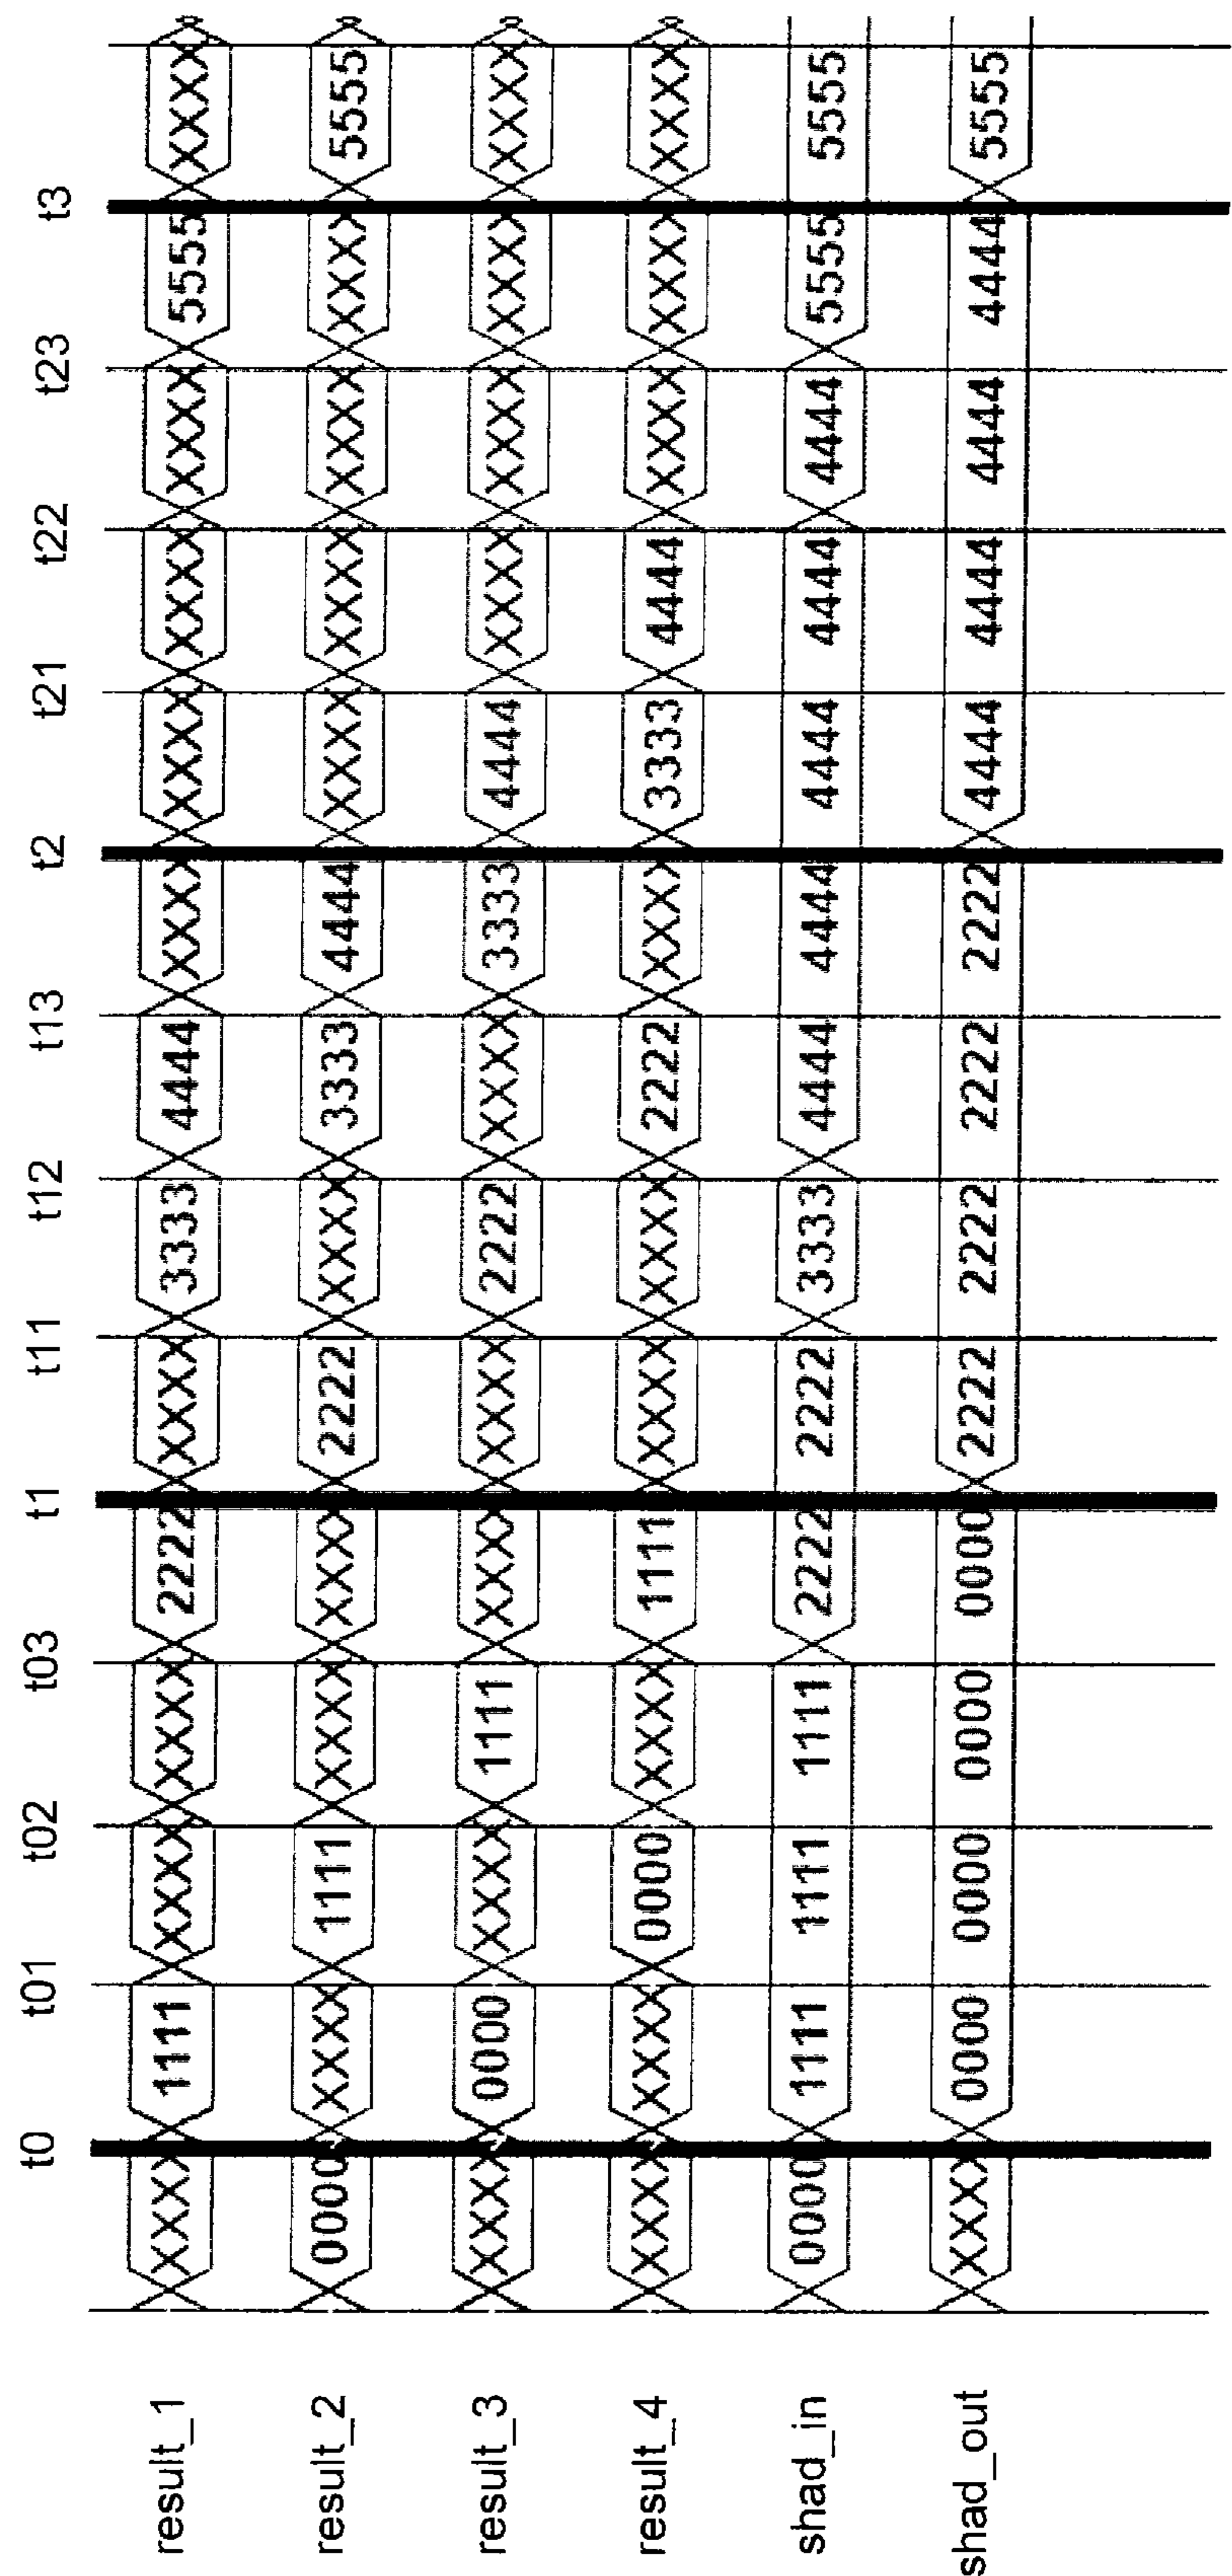 t0 t01 t02 t03 t1 t11 t12 t13 t2 t21 t22 t23 t3
result_1 XXXX 1111 XXXX XXXX 2222 XXXX 3333 4444 XXXX XXXX XXXX XXXX 5555 XXXX
result_2 0000 XXXX 1111 XXXX XXXX 2222 XXXX 3333 4444 XXXX XXXX XXXX XXXX 5555
result_3 XXXX 0000 XXXX 1111 XXXX XXXX 2222 XXXX 3333 4444 XXXX XXXX XXXX XXXX
result_4 XXXX XXXX 0000 XXXX 1111 XXXX XXXX 2222 XXXX 3333 4444 XXXX XXXX XXXX
shad_in 0000 1111 1111 1111 2222 2222 3333 4444 4444 4444 4444 4444 5555 5555
shad_out XXXX 0000 0000 0000 0000 2222 2222 2222 2222 4444 4444 4444 4444 5555